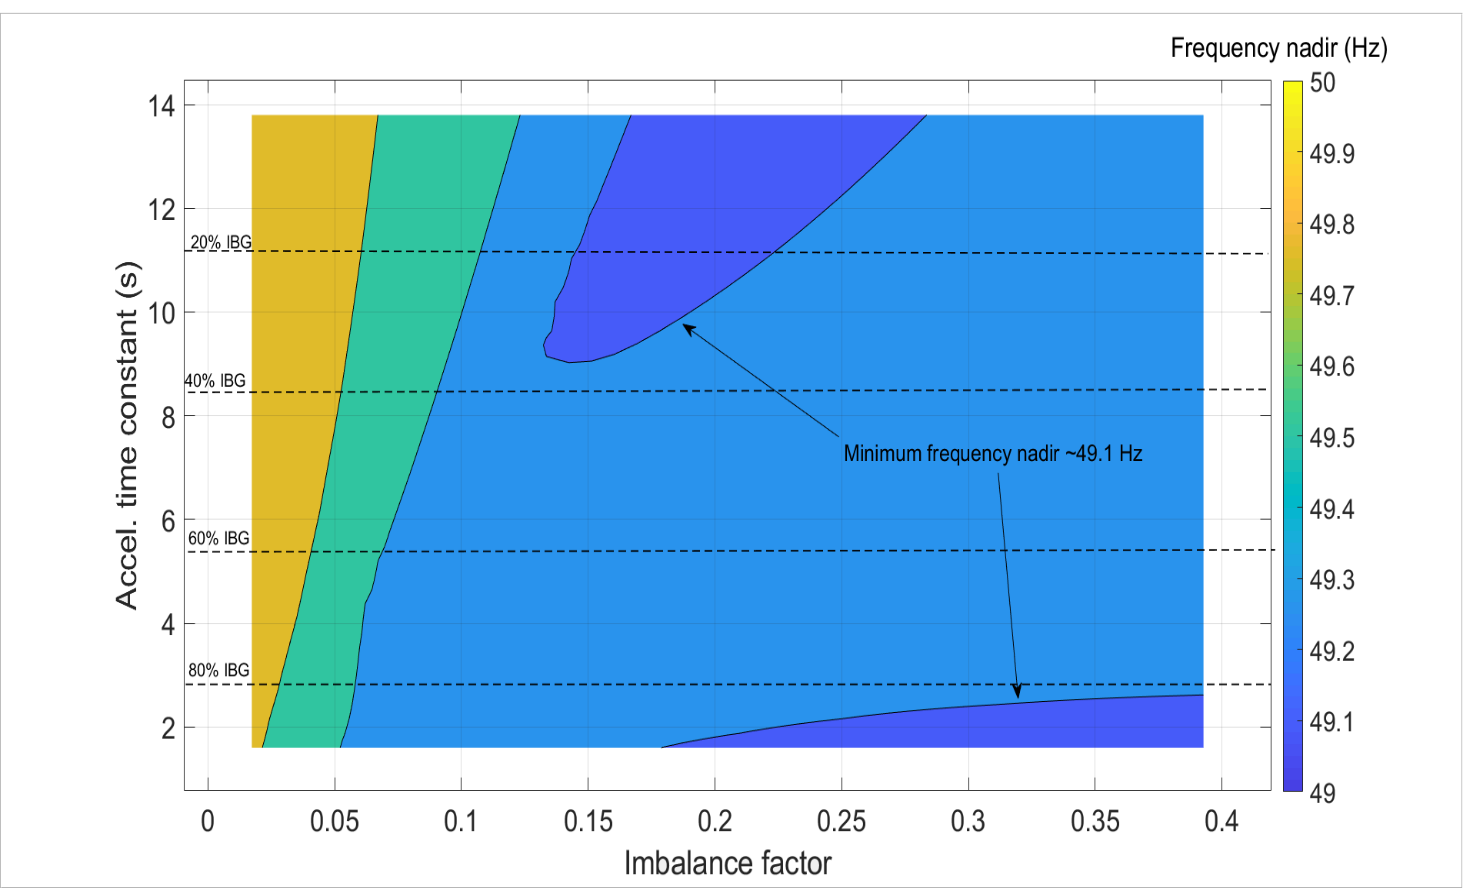 Frequency nadir (Hz)
14
12
10
8
6
4
2
Accel. time constant (s)
20% IBG
40% IBG
60% IBG
80% IBG
Minimum frequency nadir ~49.1 Hz
0 0.05 0.1 0.15 0.2 0.25 0.3 0.35 0.4
Imbalance factor
50
49.9
49.8
49.7
49.6
49.5
49.4
49.3
49.2
49.1
49